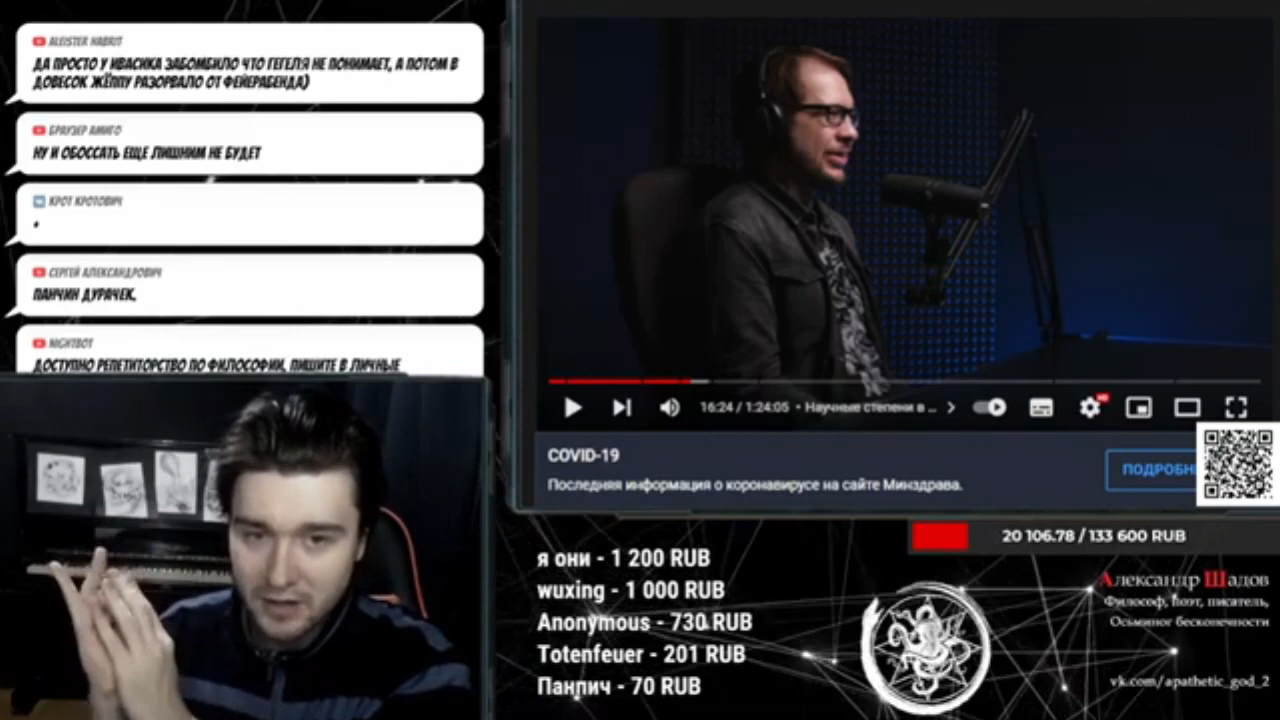 ALEISTER HABRIT
ДА ПРОСТО У ИВАСИКА ЗАБОМБИЛО ЧТО ГЕГЕЛЯ НЕ ПОНИМАЕТ, А ПОТОМ В
ДОВЕСОК ЖЁППУ РАЗОРВАЛО ОТ ФЕЙЕРАБЕНДА)
БРАУЗЕР АМИГО
НУ И ОБОССАТЬ ЕЩЕ ЛИШНИМ НЕ БУДЕТ
КРОТ КРОТОВИЧ
.
СЕРГЕЙ АЛЕКСАНДРОВИЧ
ПАНЧИН ДУРАЧЕК.
NIGHTBOT
ДОСТУПНО РЕПЕТИТОРСТВО ПО ФИЛОСОФИИ, ПИШИТЕ В ЛИЧНЫЕ
16:24 / 1:24:05 • Научные степени в ...
HD
COVID-19
Последняя информация о коронавирусе на сайте Минздрава.
ПОДРОБН
20 106.78 / 133 600 RUB
я они - 1 200 RUB
wuxing - 1 000 RUB
Anonymous - 730 RUB
Totenfeuer - 201 RUB
Панпич - 70 RUB
Александр Шадов
Философ, поэт, писатель,
Осьминог бесконечности
vk.com/apathetic_god_2